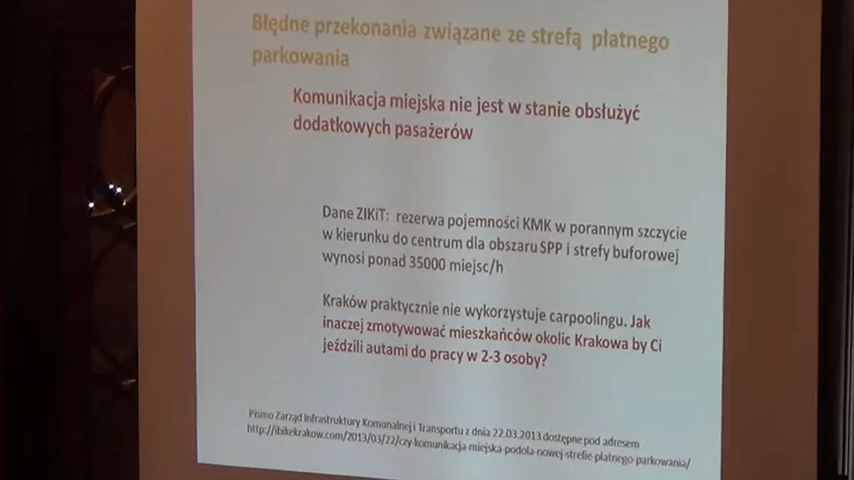 Błędne przekonania związane ze strefą płatnego
parkowania
Komunikacja miejska nie jest w stanie obsłużyć
dodatkowych pasażerów
Dane ZIKiT: rezerwa pojemności KMK w porannym szczycie
w kierunku do centrum dla obszaru SPP i strefy buforowej
wynosi ponad 35000 miejsc/h
Kraków praktycznie nie wykorzystuje carpoolingu. Jak
inaczej zmotywować mieszkańców okolic Krakowa by Ci
jeździli autami do pracy w 2-3 osoby?
Pismo Zarząd Infrastruktury Komunalnej i Transportu z dnia 22.03.2013 dostępne pod adresem
http://ibikekrakow.com/2013/03/22/czy-komunikacja-miejska-podola-nowej-strefie-platnego-parkowania/